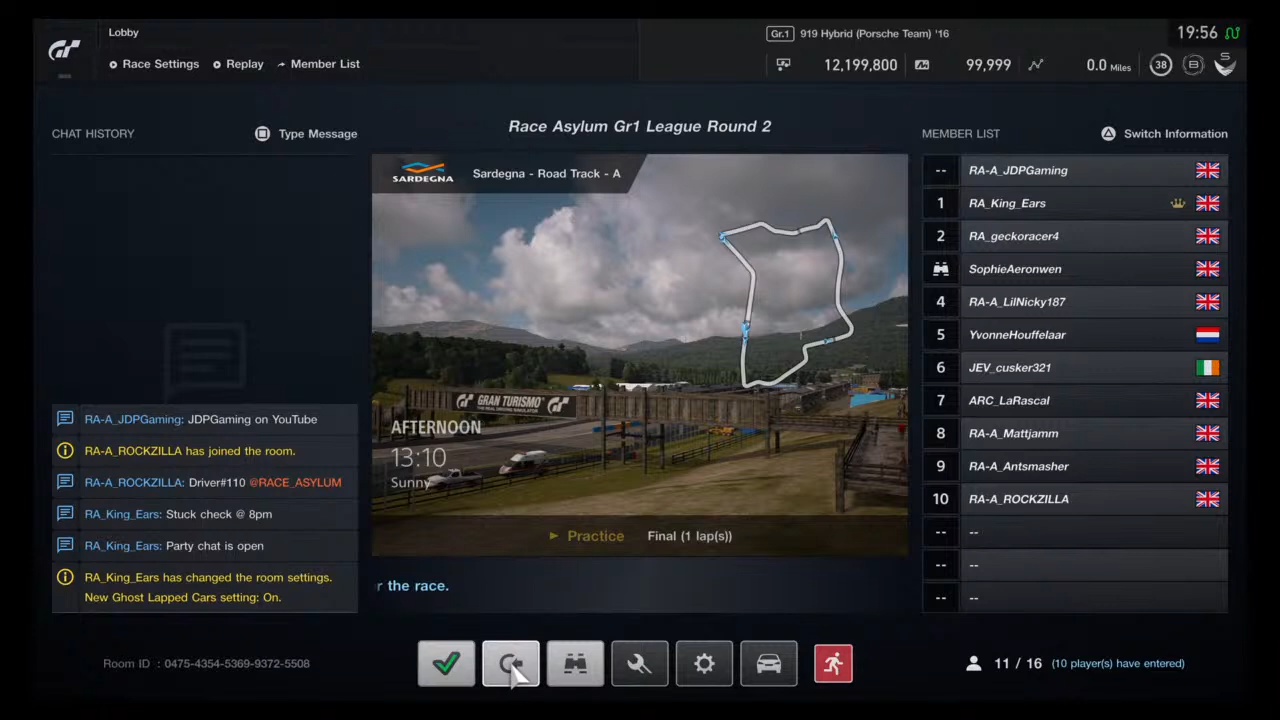 Lobby
Race Settings
Replay
Member List
Gr.1
919 Hybrid (Porsche Team) '16
19:56
12,199,800
99,999
0.0 Miles
38
B
S
CHAT HISTORY
Type Message
Race Asylum Gr1 League Round 2
MEMBER LIST
Switch Information
SARDEGNA
Sardegna - Road Track - A
GRAN TURISMO
THE REAL DRIVING SIMULATOR
AFTERNOON
13:10
Sunny
Practice
Final (1 lap(s))
r the race.
RA-A_JDPGaming: JDPGaming on YouTube
RA-A_ROCKZILLA has joined the room.
RA-A_ROCKZILLA: Driver#110 @RACE_ASYLUM
RA_King_Ears: Stuck check @ 8pm
RA_King_Ears: Party chat is open
RA_King_Ears has changed the room settings.
New Ghost Lapped Cars setting: On.
-- RA-A_JDPGaming
1 RA_King_Ears
2 RA_geckoracer4
SophieAeronwen
4 RA-A_LilNicky187
5 YvonneHouffelaar
6 JEV_cusker321
7 ARC_LaRascal
8 RA-A_Mattjamm
9 RA-A_Antsmasher
10 RA-A_ROCKZILLA
-- --
-- --
-- --
Room ID : 0475-4354-5369-9372-5508
11 / 16
(10 player(s) have entered)